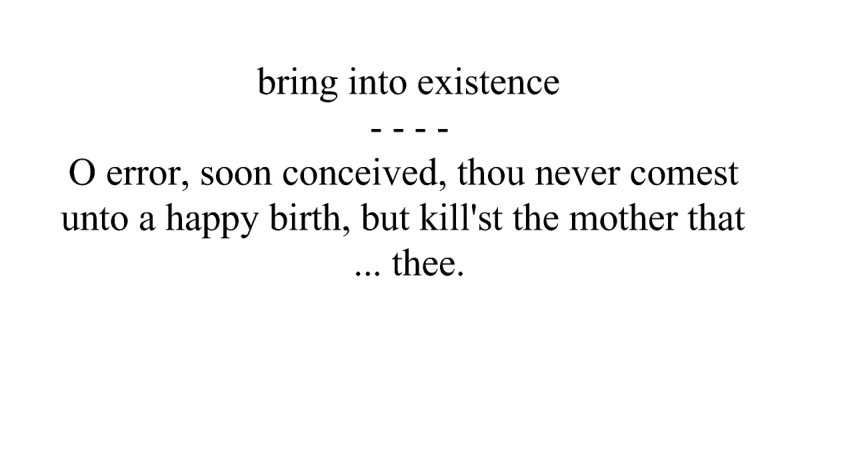 bring into existence
- - - -
O error, soon conceived, thou never comest
unto a happy birth, but kill'st the mother that
... thee.